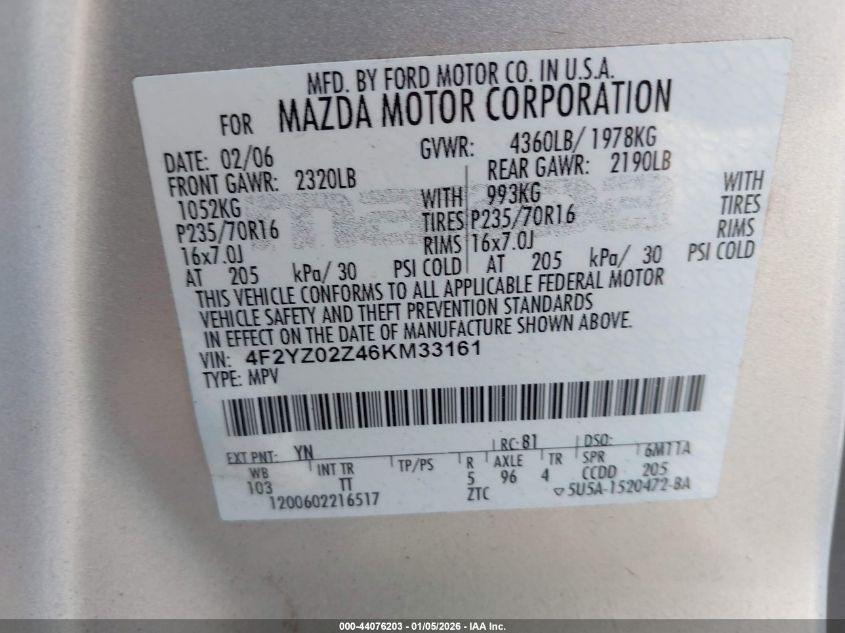 MFD. BY FORD MOTOR CO. IN U.S.A.
FOR MAZDA MOTOR CORPORATION
DATE: 02/06 GVWR: 4360LB/ 1978KG
FRONT GAWR: 2320LB REAR GAWR: 2190LB
1052KG WITH 993KG WITH
P235/70R16 TIRES P235/70R16 TIRES
16x7.0J RIMS 16x7.0J RIMS
AT 205 kPa/ 30 PSI COLD AT 205 kPa/ 30 PSI COLD
THIS VEHICLE CONFORMS TO ALL APPLICABLE FEDERAL MOTOR
VEHICLE SAFETY AND THEFT PREVENTION STANDARDS
IN EFFECT ON THE DATE OF MANUFACTURE SHOWN ABOVE.
VIN: 4F2YZ02Z46KM33161
TYPE: MPV
EXT PNT: YN RC: 81 DSO:
WB INT TR TP/PS R AXLE TR SPR 6M11A
103 TT 5 96 4 CCDD 205
1200602216517 ZTC 5U5A-1520472-BA
000-44076203 - 01/05/2026 - IAA Inc.